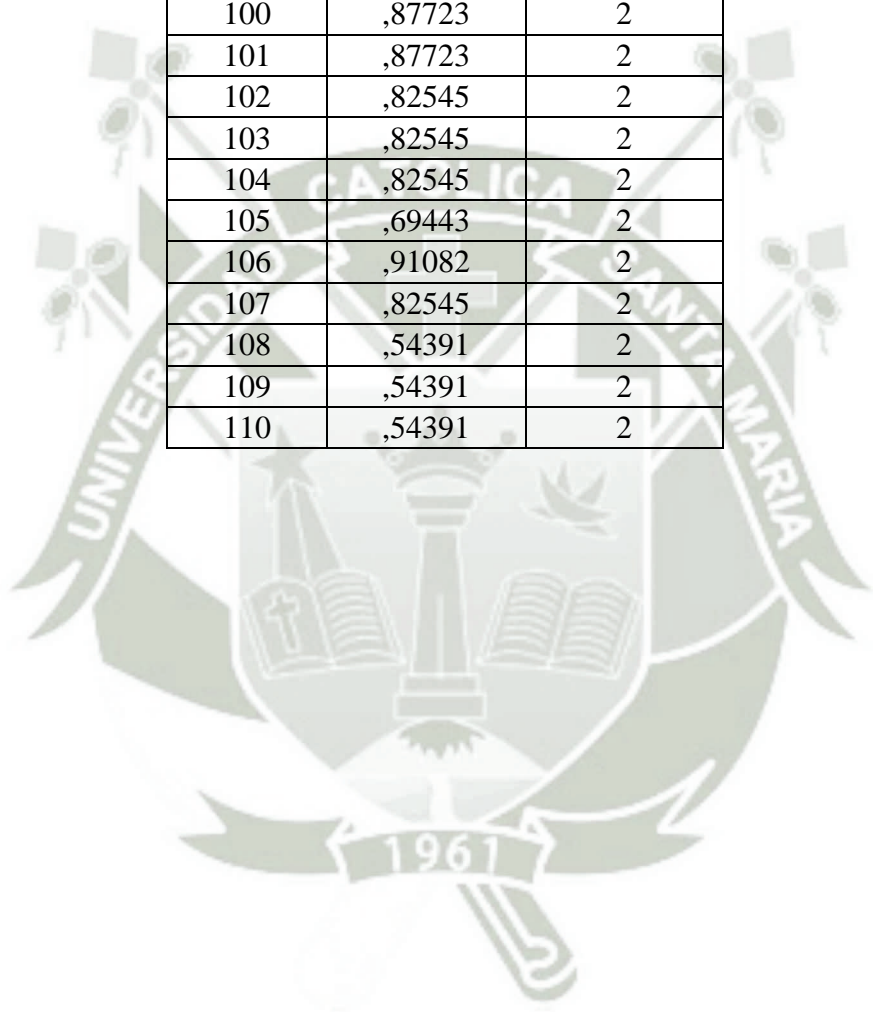 100 ,87723 2
101 ,87723 2
102 ,82545 2
103 ,82545 2
104 ,82545 2
105 ,69443 2
106 ,91082 2
107 ,82545 2
108 ,54391 2
109 ,54391 2
110 ,54391 2
UNIVERSIDAD CATOLICA SANTA MARIA
1961